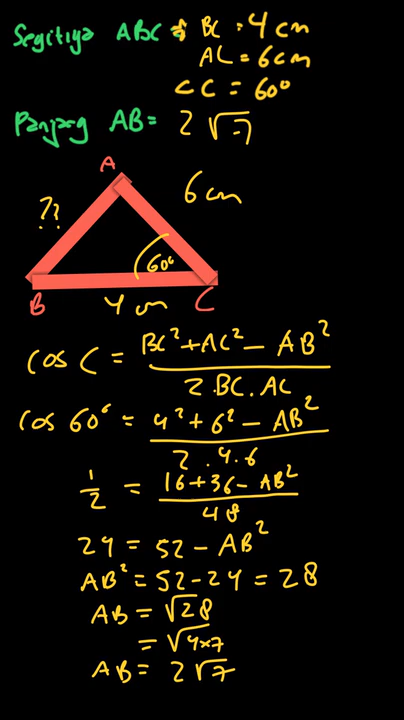 Segitiga ABC BC = 4 cm
AC = 6 cm
∠C = 60°
Panjang AB = 2√7
A
??
6 cm
60°
B
4 cm
C
cos C = (BC² + AC² - AB²) / (2.BC.AC)
cos 60° = (4² + 6² - AB²) / (2.4.6)
1/2 = (16 + 36 - AB²) / 48
24 = 52 - AB²
AB² = 52 - 24 = 28
AB = √28
= √4x7
AB = 2√7